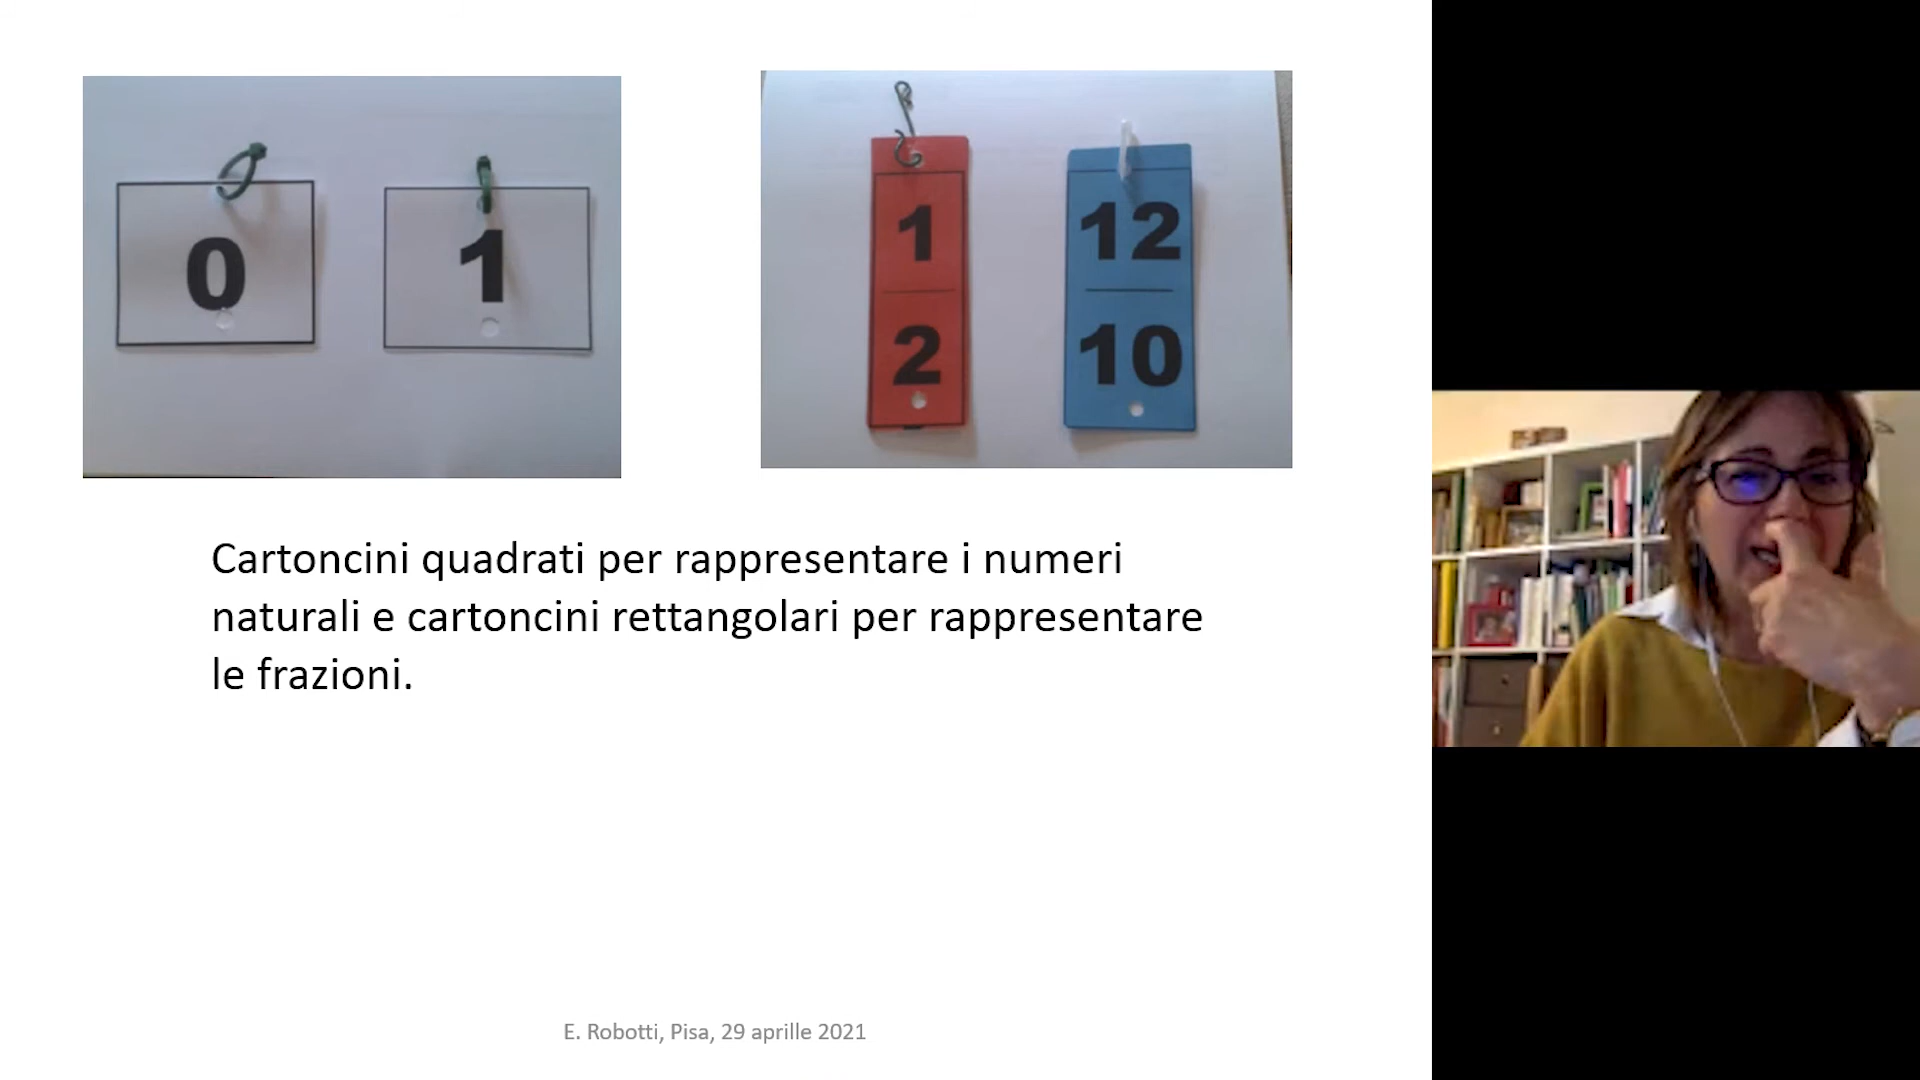 0
1
1
2
12
10
Cartoncini quadrati per rappresentare i numeri
naturali e cartoncini rettangolari per rappresentare
le frazioni.
E. Robotti, Pisa, 29 aprille 2021